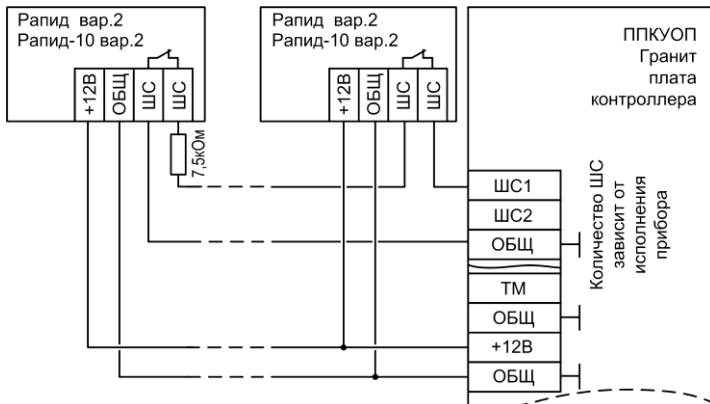 Рапид вар.2
Рапид-10 вар.2
+12В
ОБЩ
ШС
ШС
7,5кОм
Рапид вар.2
Рапид-10 вар.2
+12В
ОБЩ
ШС
ШС
ППКУОП
Гранит
плата
контроллера
ШС1
ШС2
ОБЩ
ТМ
ОБЩ
+12В
ОБЩ
Количество ШС
зависит от
исполнения
прибора